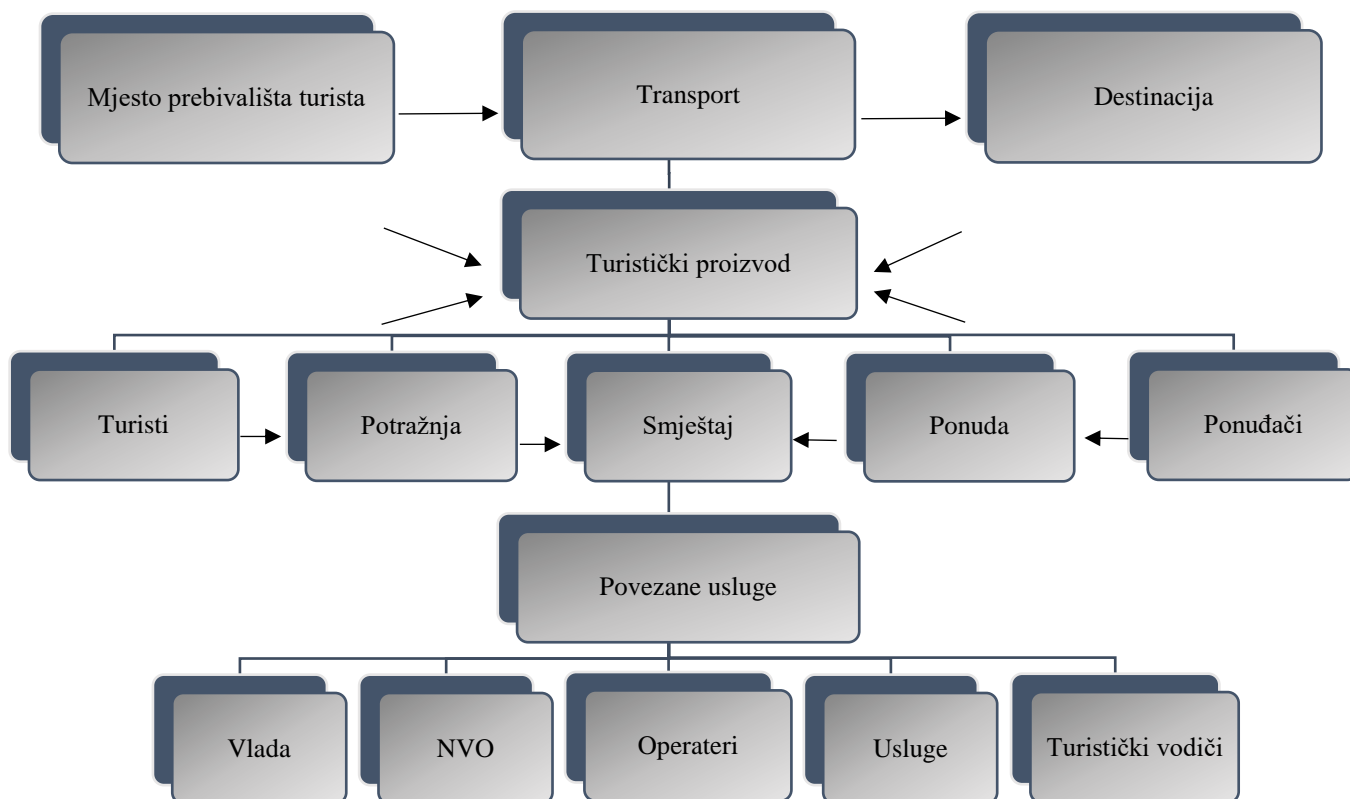 Mjesto prebivališta turista
Transport
Destinacija
Turistički proizvod
Turisti
Potražnja
Smještaj
Ponuda
Ponuđači
Povezane usluge
Vlada
NVO
Operateri
Usluge
Turistički vodiči